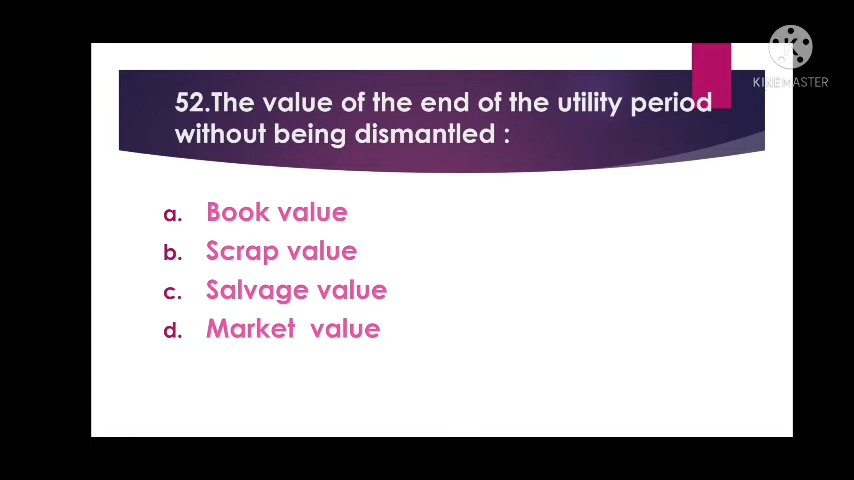 KINEMASTER
52.The value of the end of the utility period
without being dismantled :
a. Book value
b. Scrap value
c. Salvage value
d. Market value